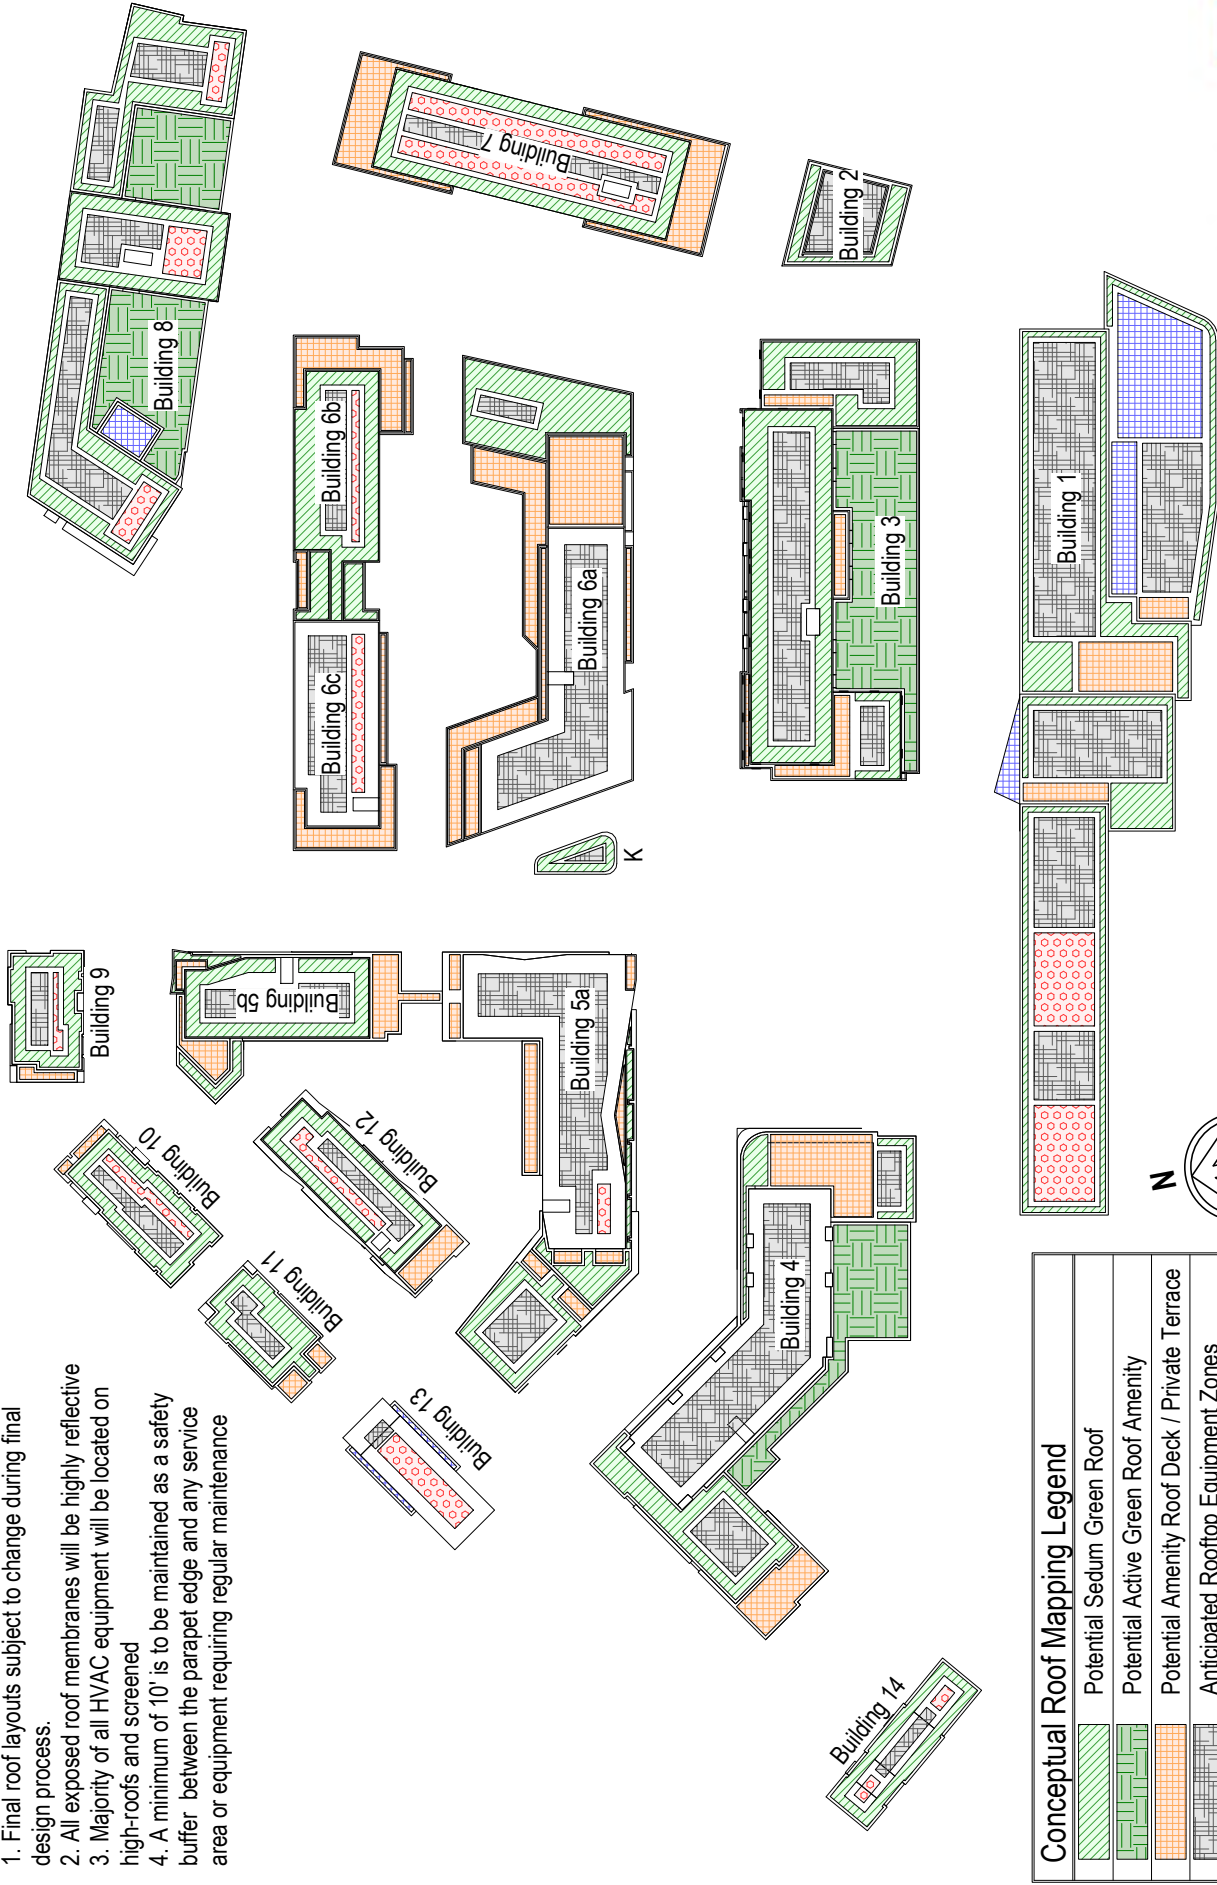 1. Final roof layouts subject to change during final
design process.
2. All exposed roof membranes will be highly reflective
3. Majority of all HVAC equipment will be located on
high-roofs and screened
4. A minimum of 10' is to be maintained as a safety
buffer between the parapet edge and any service
area or equipment requiring regular maintenance
Building 9
Building 10
Building 11
Building 12
Building 13
Building 14
Building 5b
Building 5a
Building 4
Building 8
Building 6b
Building 6c
Building 6a
K
Building 7
Building 2
Building 3
Building 1
N
Conceptual Roof Mapping Legend
Potential Sedum Green Roof
Potential Active Green Roof Amenity
Potential Amenity Roof Deck / Private Terrace
Anticipated Rooftop Equipment Zones